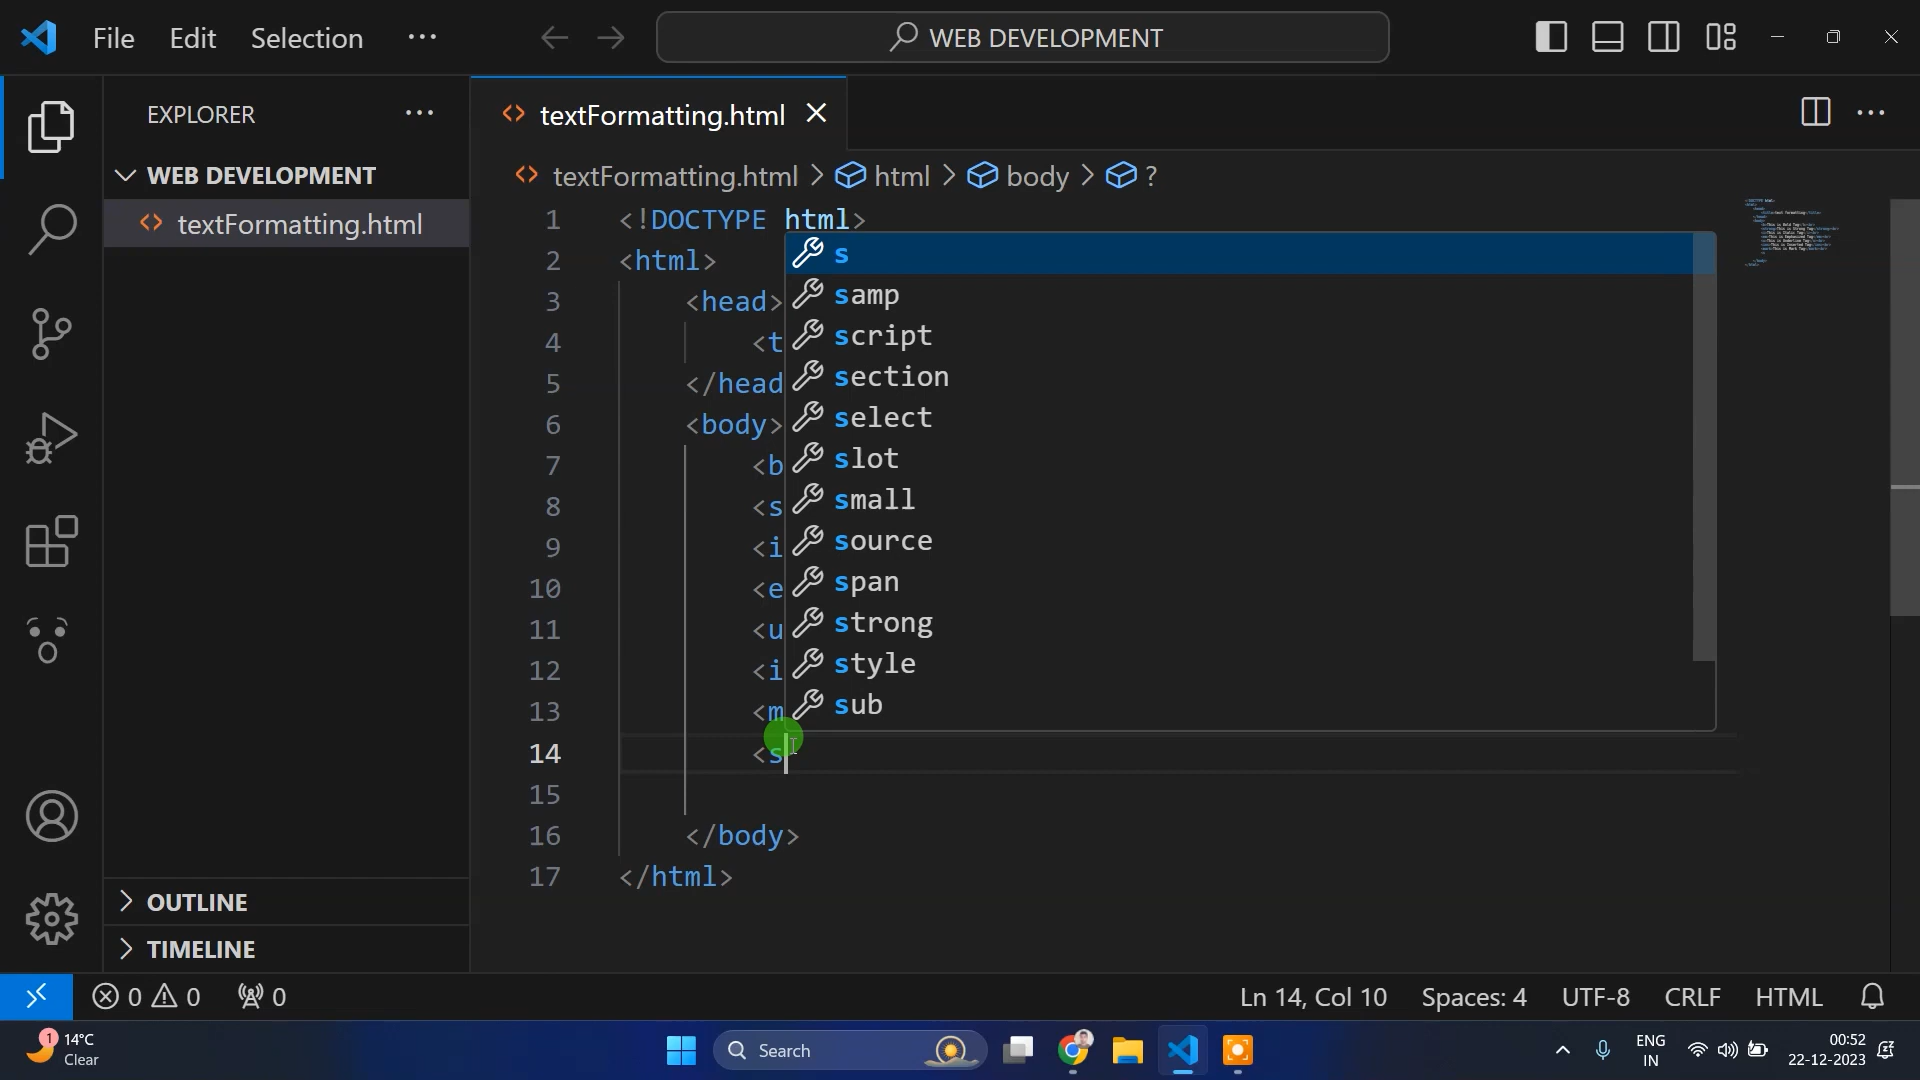 File Edit Selection ··· WEB DEVELOPMENT
EXPLORER ···
WEB DEVELOPMENT
textFormatting.html
OUTLINE
TIMELINE
textFormatting.html
textFormatting.html > html > body > ?
1 <!DOCTYPE html>
2 <html>
3 <head>
4 <t
5 </head
6 <body>
7 <b
8 <s
9 <i
10 <e
11 <u
12 <i
13 <m
14 <s
15
16 </body>
17 </html>
s
samp
script
section
select
slot
small
source
span
strong
style
sub
0 0 0 Ln 14, Col 10 Spaces: 4 UTF-8 CRLF HTML
1 14°C
Clear
Search
ENG
IN
00:52
22-12-2023